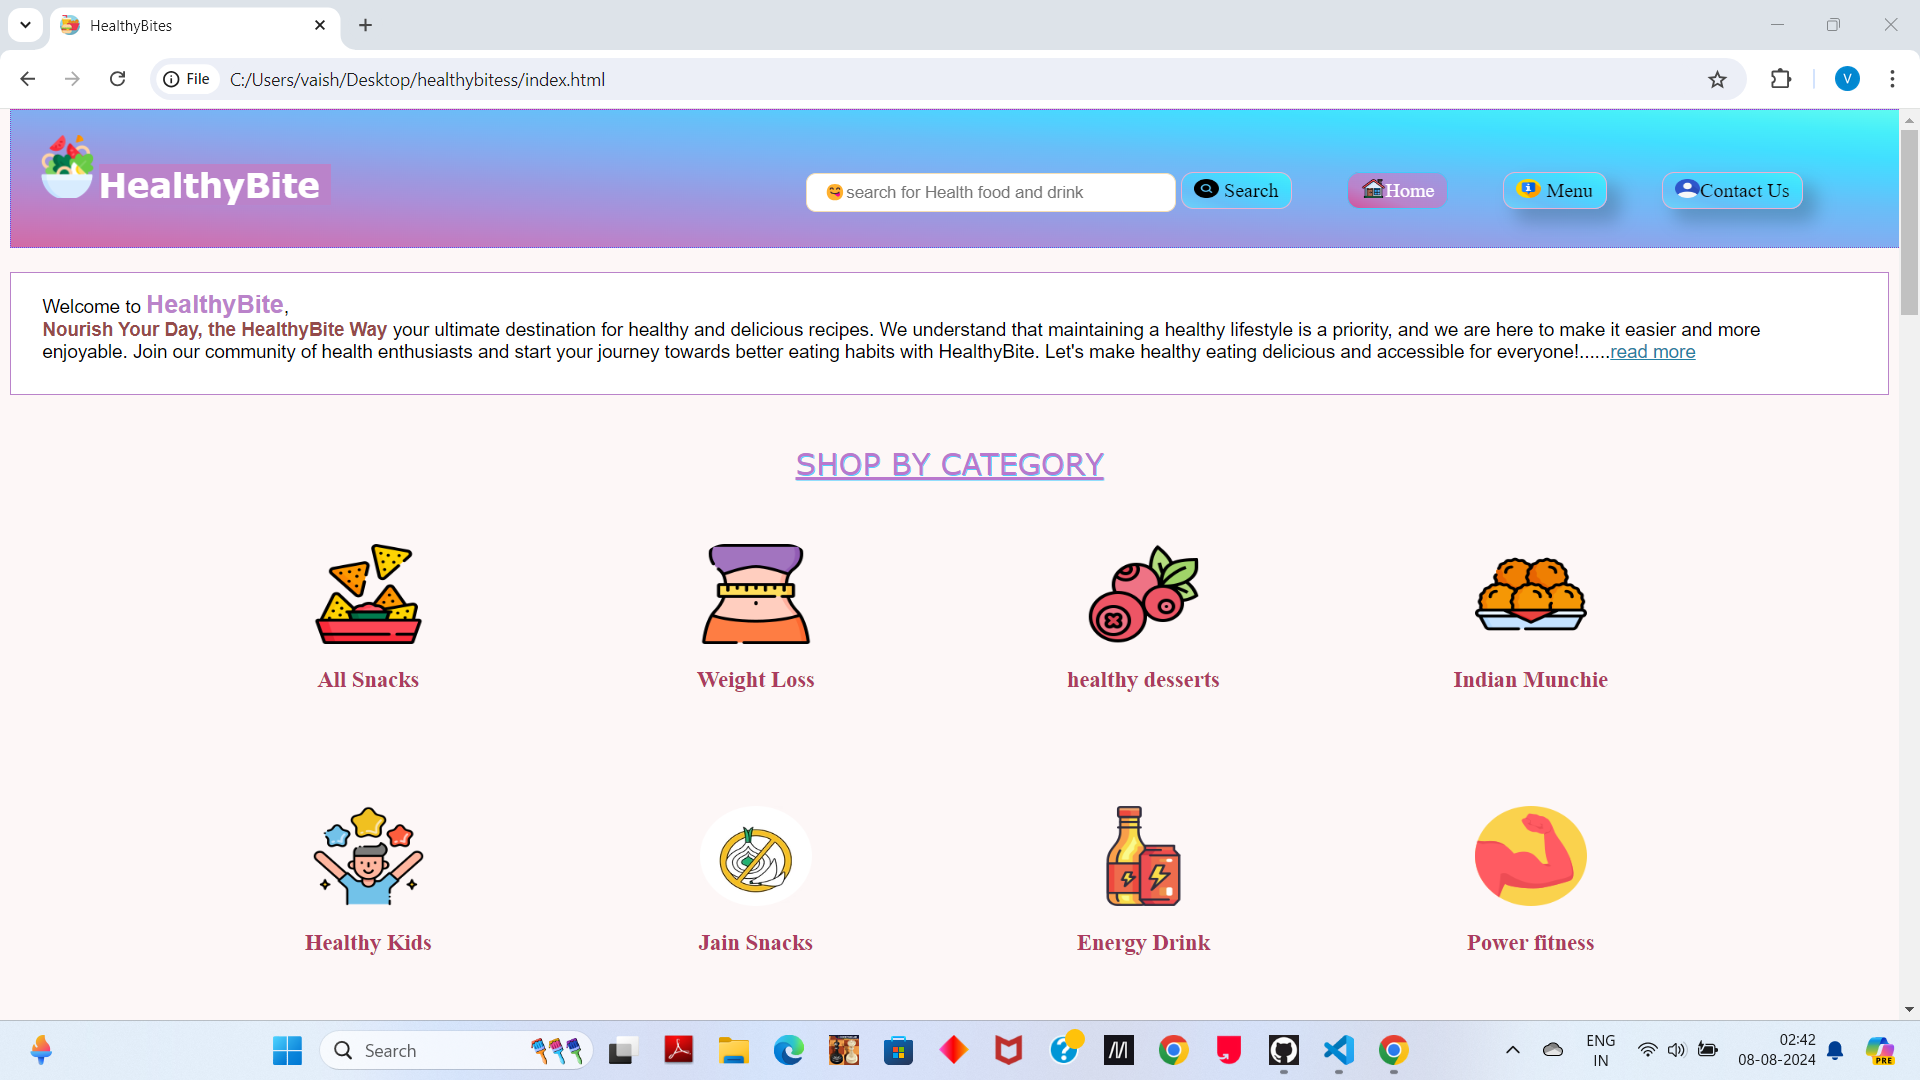 HealthyBites
File
C:/Users/vaish/Desktop/healthybitess/index.html
V
HealthyBite
search for Health food and drink
Search
Home
Menu
Contact Us
Welcome to HealthyBite,
Nourish Your Day, the HealthyBite Way your ultimate destination for healthy and delicious recipes. We understand that maintaining a healthy lifestyle is a priority, and we are here to make it easier and more
enjoyable. Join our community of health enthusiasts and start your journey towards better eating habits with HealthyBite. Let's make healthy eating delicious and accessible for everyone!......read more
SHOP BY CATEGORY
All Snacks
Weight Loss
healthy desserts
Indian Munchie
Healthy Kids
Jain Snacks
Energy Drink
Power fitness
Search
ENG
IN
02:42
08-08-2024
PRE